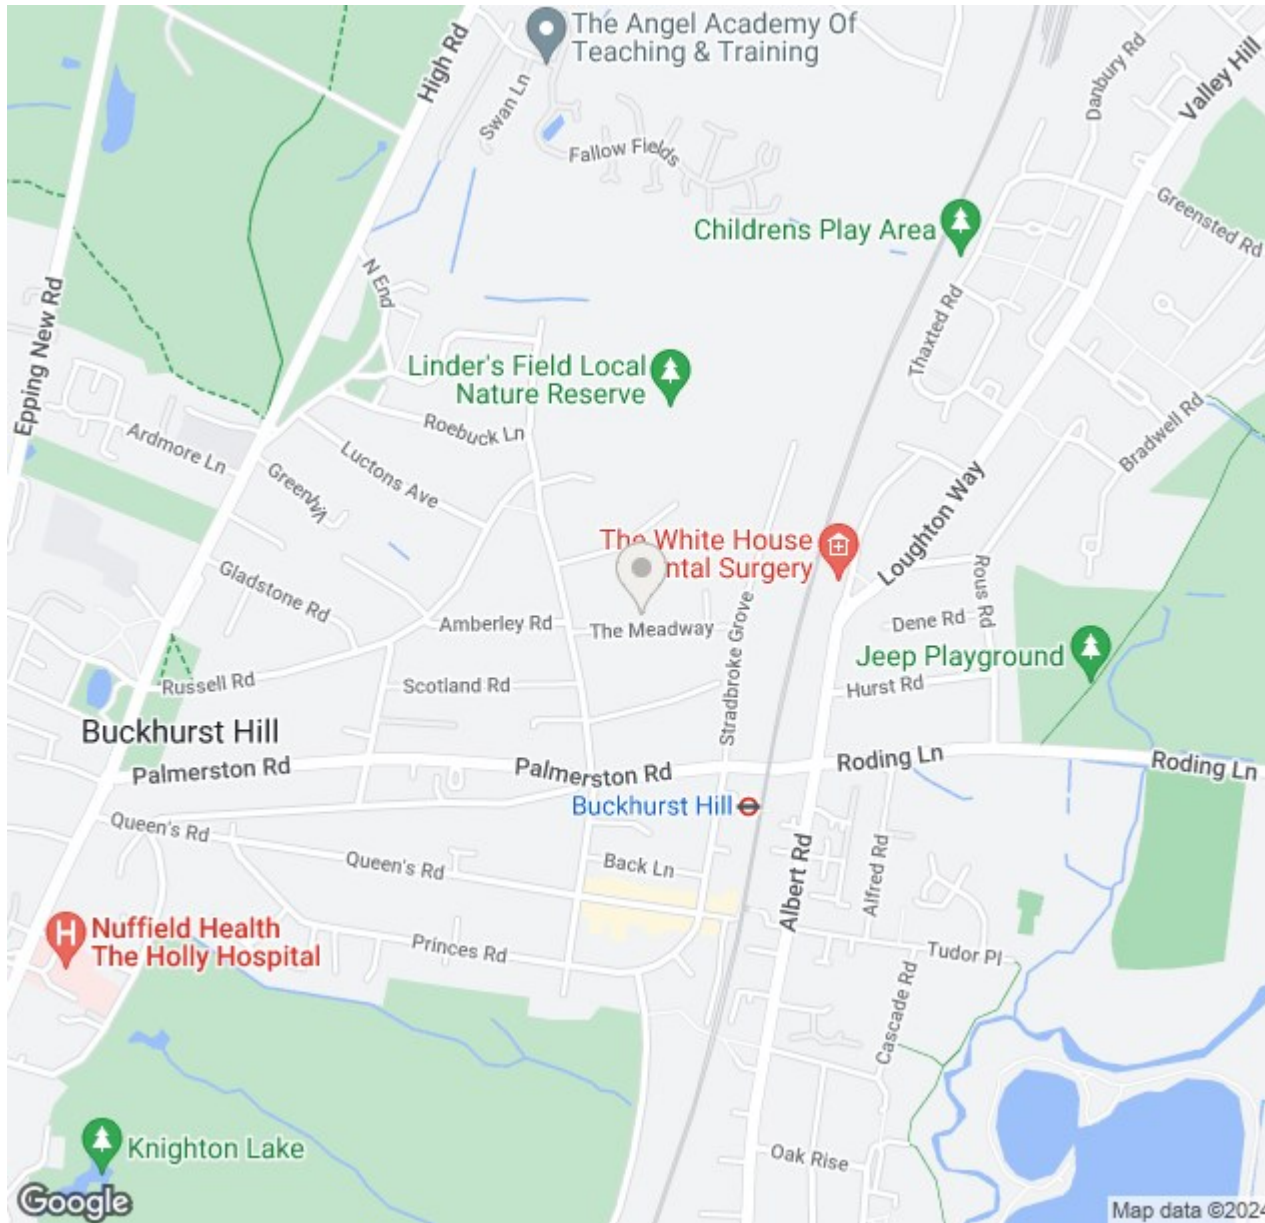 The Angel Academy Of
Teaching & Training
High Rd
Swan Ln
Fallow Fields
Danbury Rd
Valley Hill
Greensted Rd
Childrens Play Area
N End
Epping New Rd
Thaxted Rd
Linder's Field Local
Nature Reserve
Roebuck Ln
Ardmore Ln
Luctons Ave
Greenhill
Bradwell Rd
Loughton Way
The White House
ntal Surgery
Gladstone Rd
Amberley Rd
The Meadway
Stradbroke Grove
Dene Rd
Rous Rd
Jeep Playground
Russell Rd
Scotland Rd
Hurst Rd
Buckhurst Hill
Palmerston Rd
Palmerston Rd
Roding Ln
Roding Ln
Buckhurst Hill
Queen's Rd
Queen's Rd
Back Ln
Albert Rd
Alfred Rd
Nuffield Health
The Holly Hospital
Princes Rd
Tudor Pl
Cascade Rd
Knighton Lake
Oak Rise
Google
Map data ©2024
H